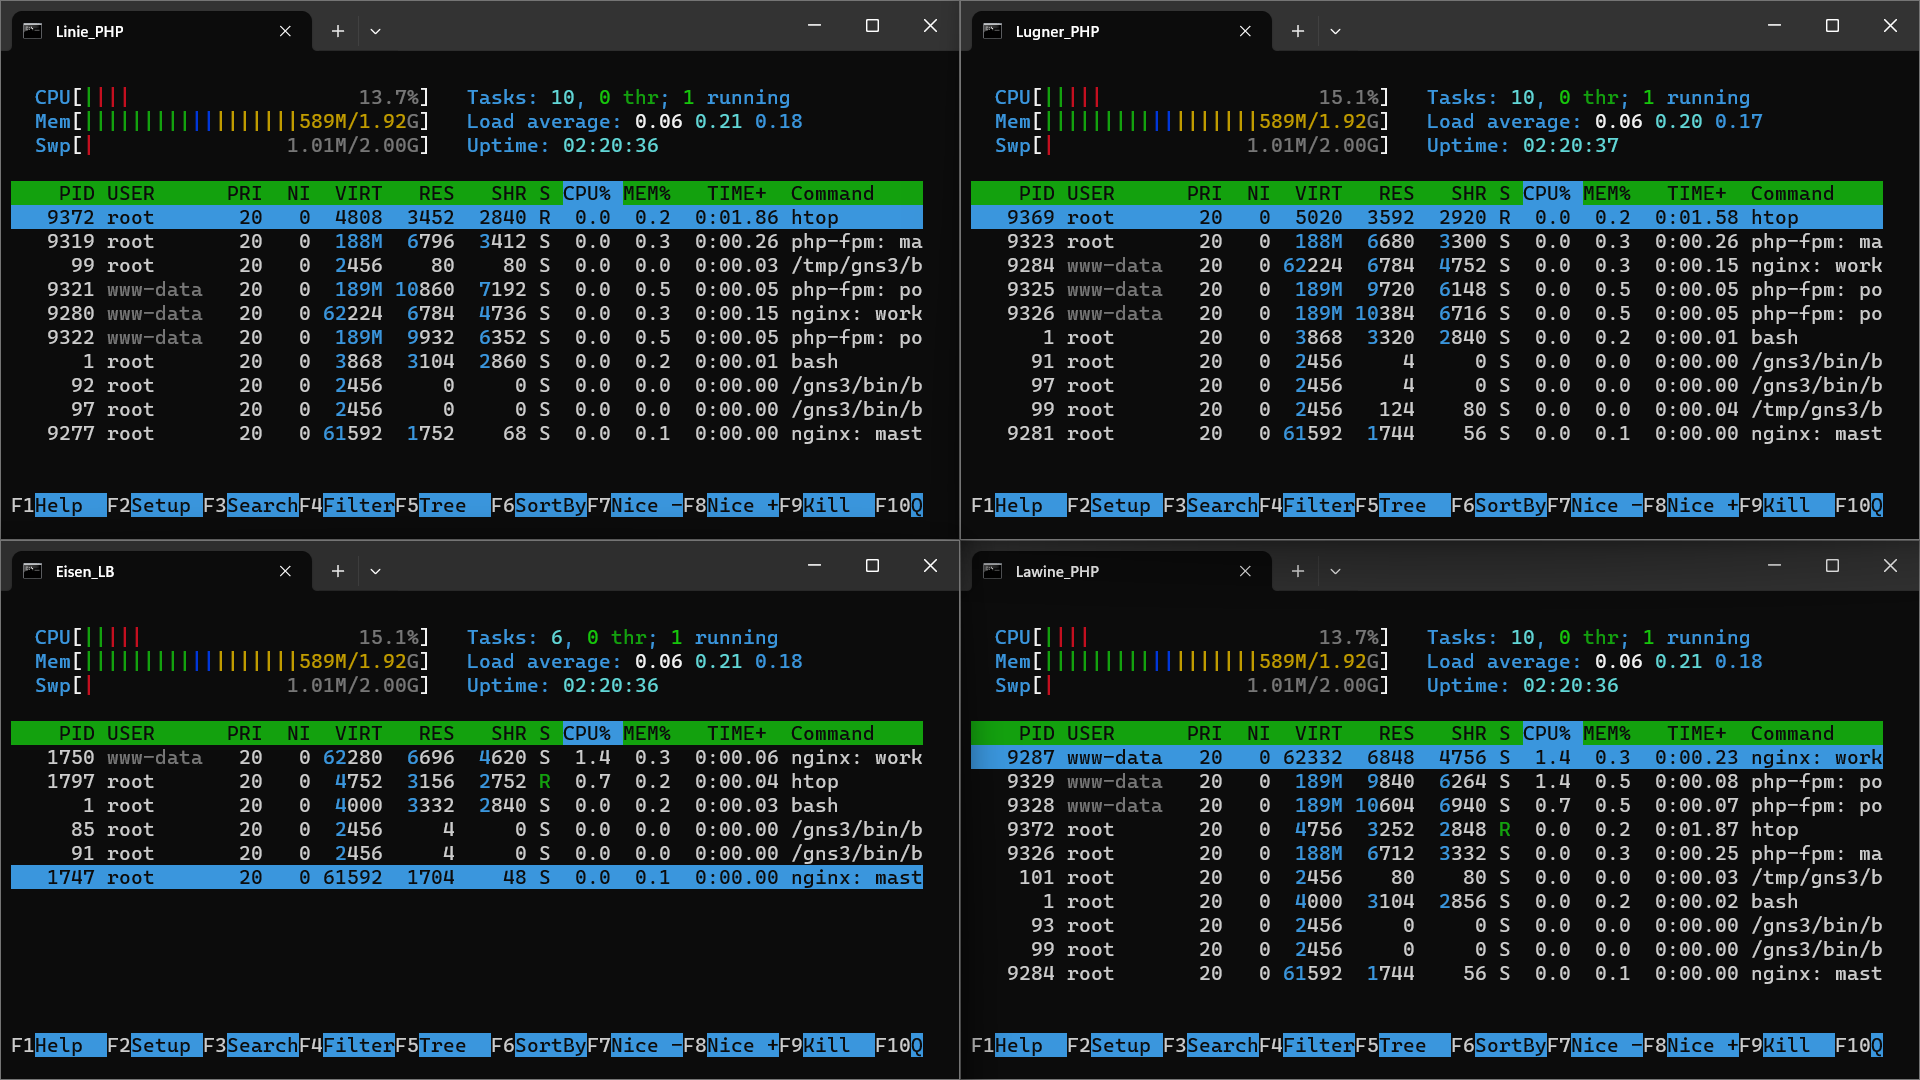 Linie_PHP
CPU[|||| 13.7%] Tasks: 10, 0 thr; 1 running
Mem[||||||||||||||||||589M/1.92G] Load average: 0.06 0.21 0.18
Swp[| 1.01M/2.00G] Uptime: 02:20:36
PID USER PRI NI VIRT RES SHR S CPU% MEM% TIME+ Command
9372 root 20 0 4808 3452 2840 R 0.0 0.2 0:01.86 htop
9319 root 20 0 188M 6796 3412 S 0.0 0.3 0:00.26 php-fpm: ma
99 root 20 0 2456 80 80 S 0.0 0.0 0:00.03 /tmp/gns3/b
9321 www-data 20 0 189M 10860 7192 S 0.0 0.5 0:00.05 php-fpm: po
9280 www-data 20 0 62224 6784 4736 S 0.0 0.3 0:00.15 nginx: work
9322 www-data 20 0 189M 9932 6352 S 0.0 0.5 0:00.05 php-fpm: po
1 root 20 0 3868 3104 2860 S 0.0 0.2 0:00.01 bash
92 root 20 0 2456 0 0 S 0.0 0.0 0:00.00 /gns3/bin/b
97 root 20 0 2456 0 0 S 0.0 0.0 0:00.00 /gns3/bin/b
9277 root 20 0 61592 1752 68 S 0.0 0.1 0:00.00 nginx: mast
F1Help F2Setup F3SearchF4FilterF5Tree F6SortByF7Nice -F8Nice +F9Kill F10Q
Lugner_PHP
CPU[||||| 15.1%] Tasks: 10, 0 thr; 1 running
Mem[||||||||||||||||||589M/1.92G] Load average: 0.06 0.20 0.17
Swp[| 1.01M/2.00G] Uptime: 02:20:37
PID USER PRI NI VIRT RES SHR S CPU% MEM% TIME+ Command
9369 root 20 0 5020 3592 2920 R 0.0 0.2 0:01.58 htop
9323 root 20 0 188M 6680 3300 S 0.0 0.3 0:00.26 php-fpm: ma
9284 www-data 20 0 62224 6784 4752 S 0.0 0.3 0:00.15 nginx: work
9325 www-data 20 0 189M 9720 6148 S 0.0 0.5 0:00.05 php-fpm: po
9326 www-data 20 0 189M 10384 6716 S 0.0 0.5 0:00.05 php-fpm: po
1 root 20 0 3868 3320 2840 S 0.0 0.2 0:00.01 bash
91 root 20 0 2456 4 0 S 0.0 0.0 0:00.00 /gns3/bin/b
97 root 20 0 2456 4 0 S 0.0 0.0 0:00.00 /gns3/bin/b
99 root 20 0 2456 124 80 S 0.0 0.0 0:00.04 /tmp/gns3/b
9281 root 20 0 61592 1744 56 S 0.0 0.1 0:00.00 nginx: mast
F1Help F2Setup F3SearchF4FilterF5Tree F6SortByF7Nice -F8Nice +F9Kill F10Q
Eisen_LB
CPU[||||| 15.1%] Tasks: 6, 0 thr; 1 running
Mem[||||||||||||||||||589M/1.92G] Load average: 0.06 0.21 0.18
Swp[| 1.01M/2.00G] Uptime: 02:20:36
PID USER PRI NI VIRT RES SHR S CPU% MEM% TIME+ Command
1750 www-data 20 0 62280 6696 4620 S 1.4 0.3 0:00.06 nginx: work
1797 root 20 0 4752 3156 2752 R 0.7 0.2 0:00.04 htop
1 root 20 0 4000 3332 2840 S 0.0 0.2 0:00.03 bash
85 root 20 0 2456 4 0 S 0.0 0.0 0:00.00 /gns3/bin/b
91 root 20 0 2456 4 0 S 0.0 0.0 0:00.00 /gns3/bin/b
1747 root 20 0 61592 1704 48 S 0.0 0.1 0:00.00 nginx: mast
F1Help F2Setup F3SearchF4FilterF5Tree F6SortByF7Nice -F8Nice +F9Kill F10Q
Lawine_PHP
CPU[|||| 13.7%] Tasks: 10, 0 thr; 1 running
Mem[||||||||||||||||||589M/1.92G] Load average: 0.06 0.21 0.18
Swp[| 1.01M/2.00G] Uptime: 02:20:36
PID USER PRI NI VIRT RES SHR S CPU% MEM% TIME+ Command
9287 www-data 20 0 62332 6848 4756 S 1.4 0.3 0:00.23 nginx: work
9329 www-data 20 0 189M 9840 6264 S 1.4 0.5 0:00.08 php-fpm: po
9328 www-data 20 0 189M 10604 6940 S 0.7 0.5 0:00.07 php-fpm: po
9372 root 20 0 4756 3252 2848 R 0.0 0.2 0:01.87 htop
9326 root 20 0 188M 6712 3332 S 0.0 0.3 0:00.25 php-fpm: ma
101 root 20 0 2456 80 80 S 0.0 0.0 0:00.03 /tmp/gns3/b
1 root 20 0 4000 3104 2856 S 0.0 0.2 0:00.02 bash
93 root 20 0 2456 0 0 S 0.0 0.0 0:00.00 /gns3/bin/b
99 root 20 0 2456 0 0 S 0.0 0.0 0:00.00 /gns3/bin/b
9284 root 20 0 61592 1744 56 S 0.0 0.1 0:00.00 nginx: mast
F1Help F2Setup F3SearchF4FilterF5Tree F6SortByF7Nice -F8Nice +F9Kill F10Q